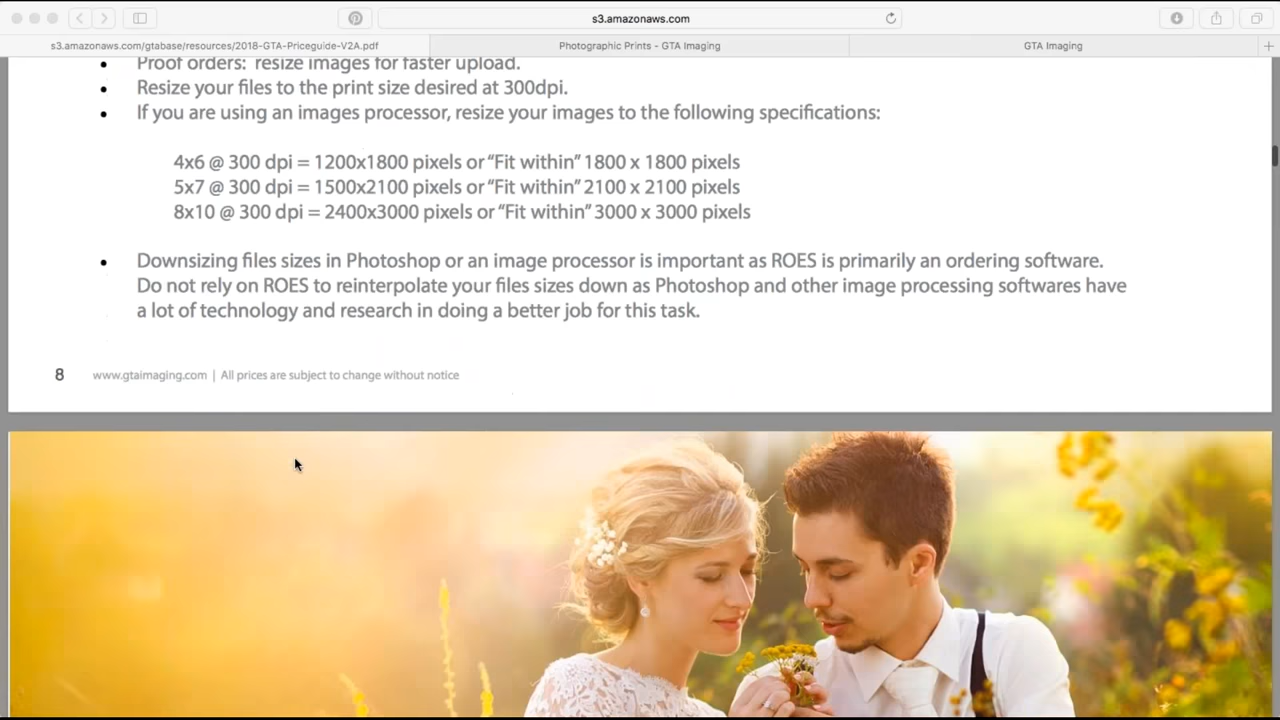 s3.amazonaws.com
s3.amazonaws.com/gtabase/resources/2018-GTA-Priceguide-V2A.pdf
Photographic Prints - GTA Imaging
GTA Imaging
• Proof orders: resize images for faster upload.
• Resize your files to the print size desired at 300dpi.
• If you are using an images processor, resize your images to the following specifications:
4x6 @ 300 dpi = 1200x1800 pixels or “Fit within” 1800 x 1800 pixels
5x7 @ 300 dpi = 1500x2100 pixels or “Fit within” 2100 x 2100 pixels
8x10 @ 300 dpi = 2400x3000 pixels or “Fit within” 3000 x 3000 pixels
• Downsizing files sizes in Photoshop or an image processor is important as ROES is primarily an ordering software.
Do not rely on ROES to reinterpolate your files sizes down as Photoshop and other image processing softwares have
a lot of technology and research in doing a better job for this task.
8 www.gtaimaging.com | All prices are subject to change without notice